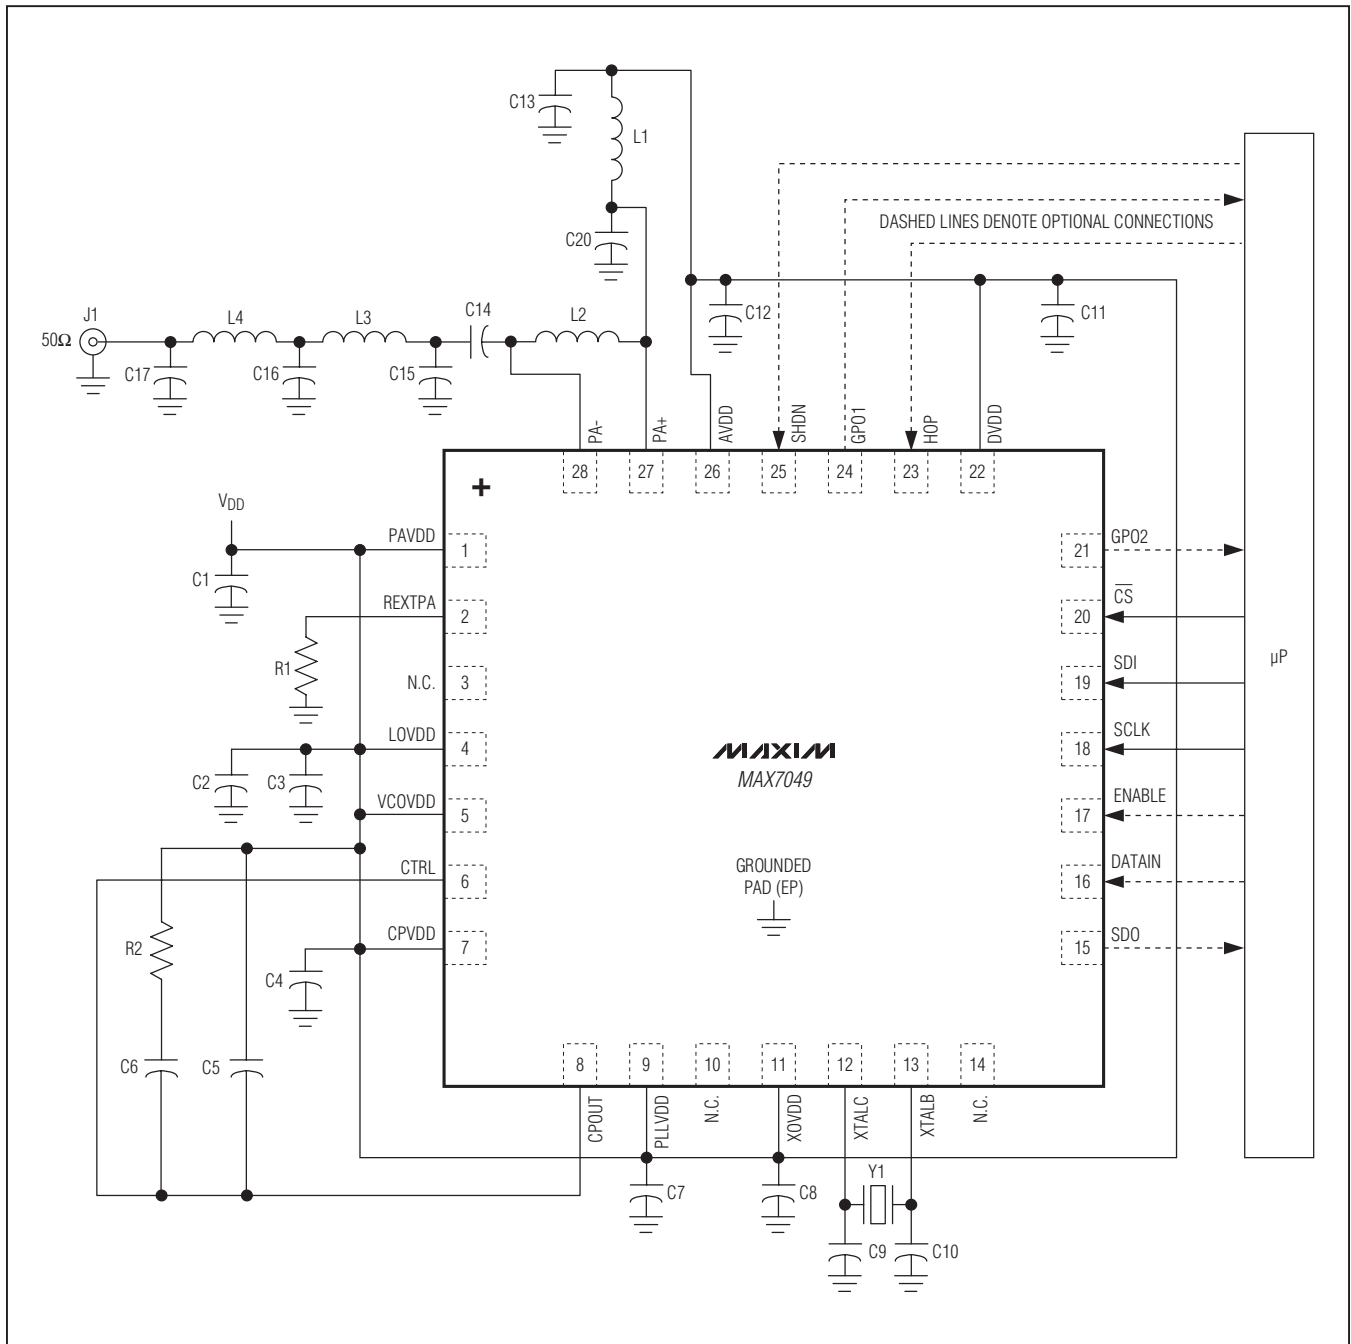 C13
L1
C20
DASHED LINES DENOTE OPTIONAL CONNECTIONS
J1
50Ω
L4
L3
C14
L2
C12
C11
C17
C16
C15
PA-
PA+
AVDD
SHDN
GPO1
HOP
DVDD
28
27
26
25
24
23
22
+
VDD
PAVDD
1
C1
REXTPA
2
R1
N.C.
3
LOVDD
4
C2
C3
VCOVDD
5
CTRL
6
CPVDD
7
R2
C4
C6
C5
MAXIM
MAX7049
GROUNDED
PAD (EP)
21
GPO2
20
CS
19
SDI
18
SCLK
17
ENABLE
16
DATAIN
15
SDO
µP
8
9
10
11
12
13
14
CPOUT
PLLVDD
N.C.
XOVDD
XTALC
XTALB
N.C.
C7
C8
Y1
C9
C10